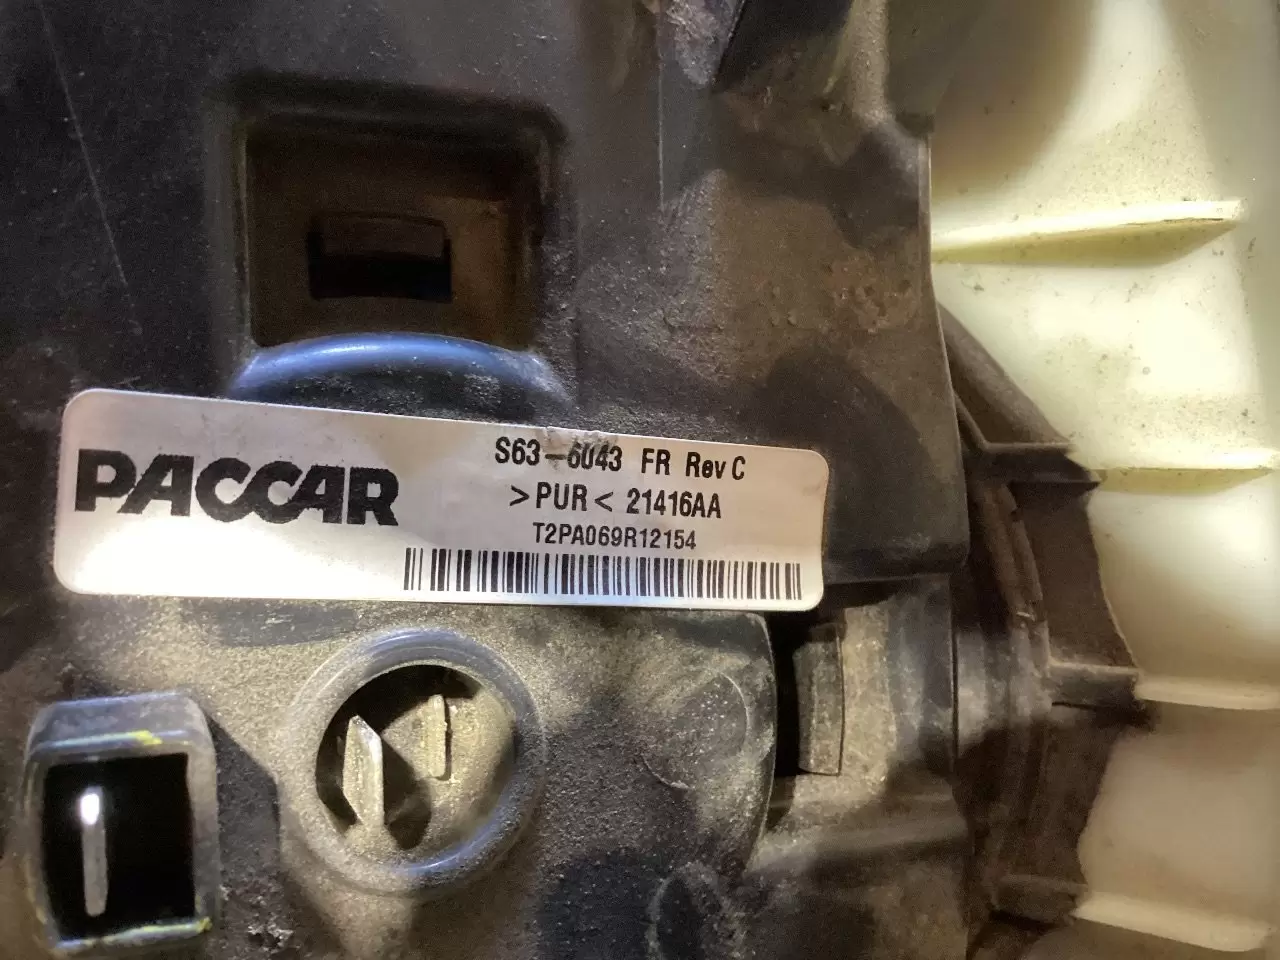 PACCAR
S63-6043 FR Rev C
>PUR< 21416AA
T2PA069R12154